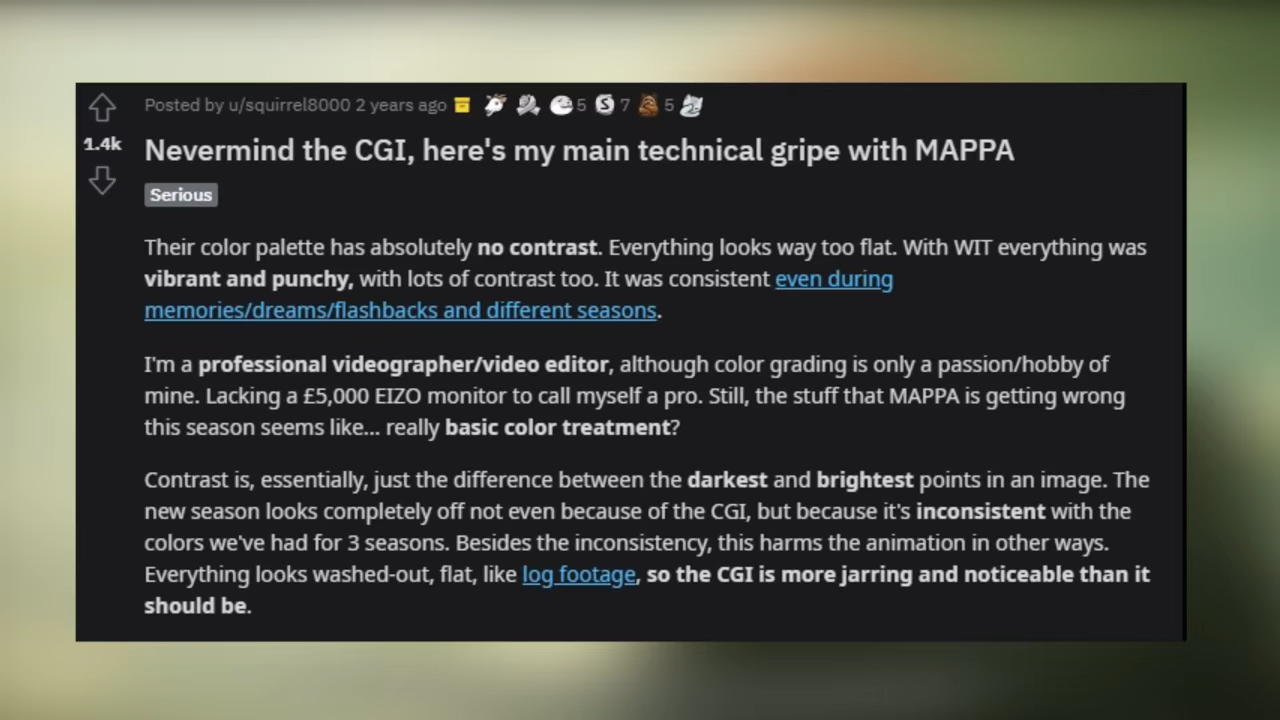 Posted by u/squirrel8000 2 years ago 5 7 5
1.4k
Nevermind the CGI, here's my main technical gripe with MAPPA
Serious
Their color palette has absolutely no contrast. Everything looks way too flat. With WIT everything was
vibrant and punchy, with lots of contrast too. It was consistent even during
memories/dreams/flashbacks and different seasons.
I'm a professional videographer/video editor, although color grading is only a passion/hobby of
mine. Lacking a £5,000 EIZO monitor to call myself a pro. Still, the stuff that MAPPA is getting wrong
this season seems like... really basic color treatment?
Contrast is, essentially, just the difference between the darkest and brightest points in an image. The
new season looks completely off not even because of the CGI, but because it's inconsistent with the
colors we've had for 3 seasons. Besides the inconsistency, this harms the animation in other ways.
Everything looks washed-out, flat, like log footage, so the CGI is more jarring and noticeable than it
should be.